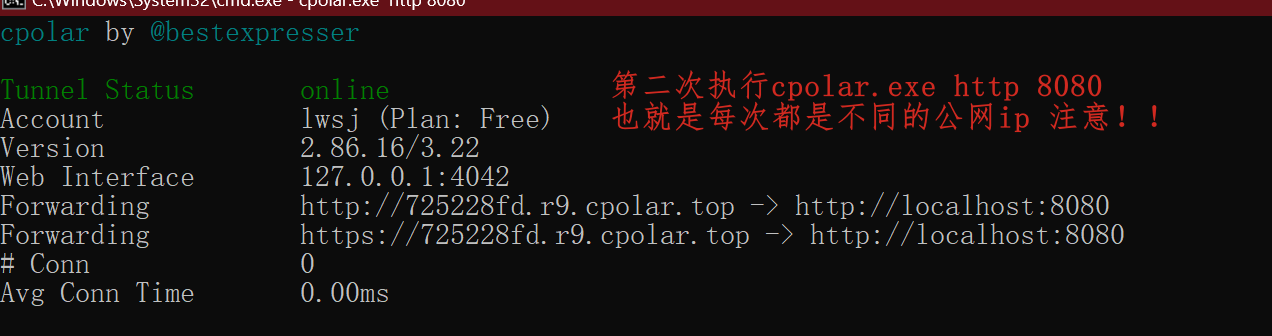 C:\Windows\System32\cmd.exe - cpolar.exe http 8080
cpolar by @bestexpresser
Tunnel Status online
第二次执行cpolar.exe http 8080
Account lwsj (Plan: Free)
也就是每次都是不同的公网ip 注意！！
Version 2.86.16/3.22
Web Interface 127.0.0.1:4042
Forwarding http://725228fd.r9.cpolar.top -> http://localhost:8080
Forwarding https://725228fd.r9.cpolar.top -> http://localhost:8080
# Conn 0
Avg Conn Time 0.00ms